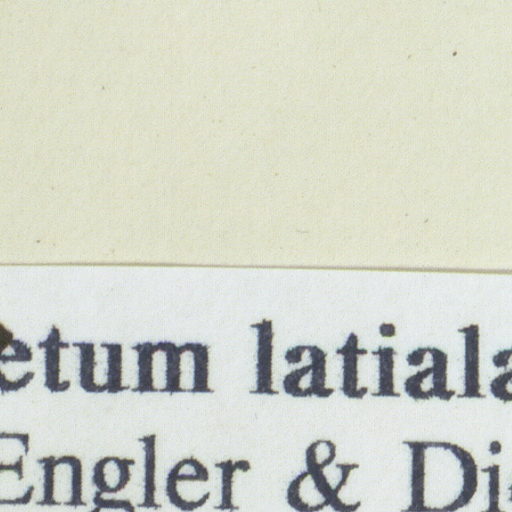 etum latiala
Engler & Di